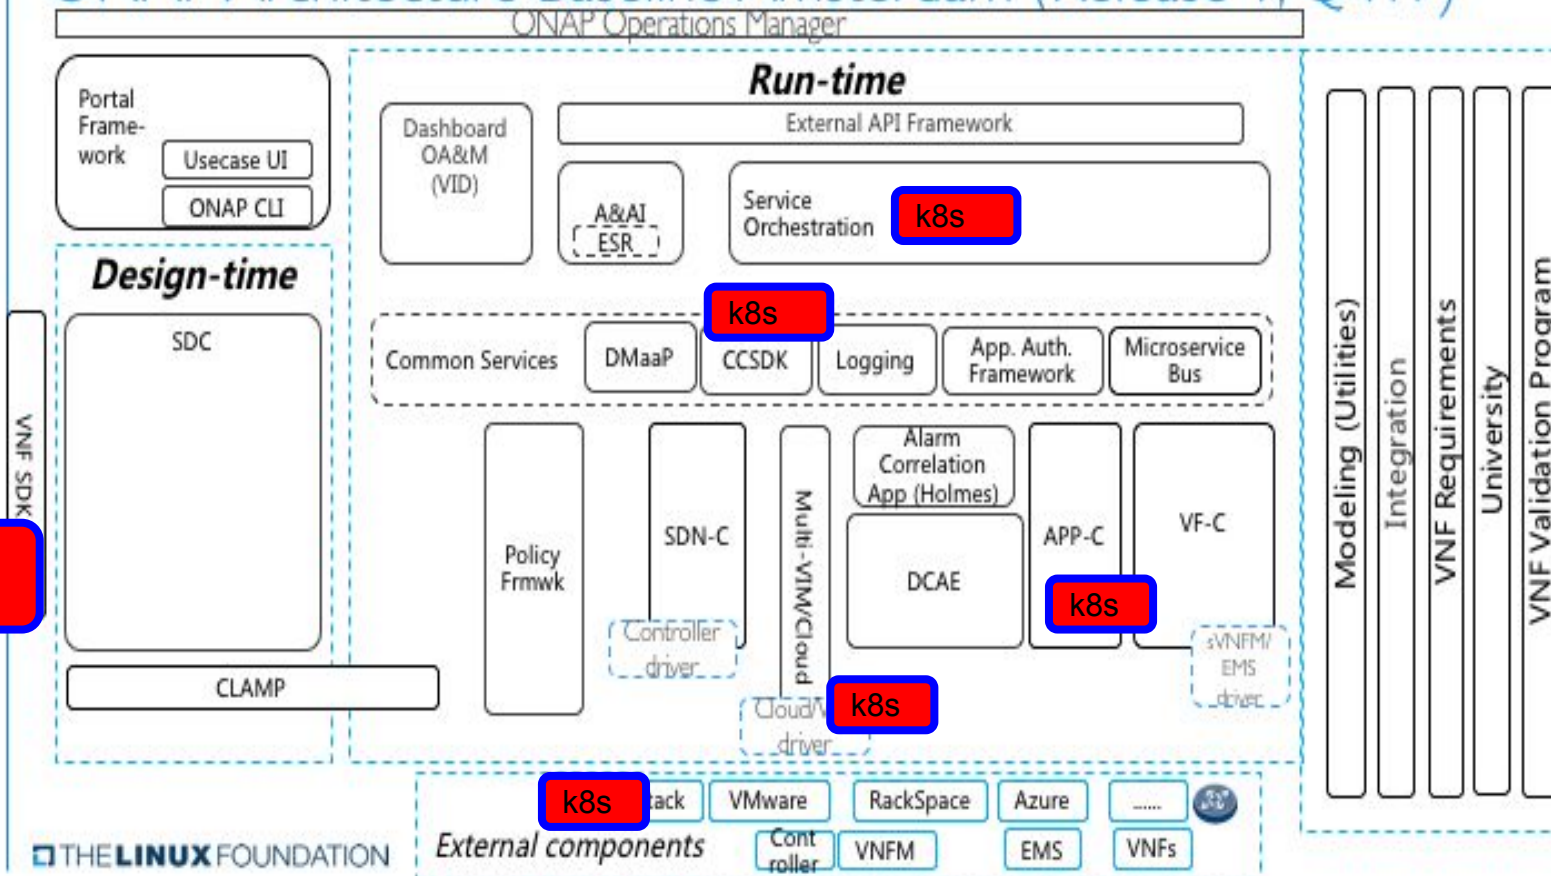 ONAP Operations Manager
Portal
Frame-
work
Usecase UI
ONAP CLI
Design-time
SDC
VNF SDK
CLAMP
Run-time
Dashboard
OA&M
(VID)
External API Framework
A&AI
ESR
Service
Orchestration
k8s
k8s
Common Services
DMaaP
CCSDK
Logging
App. Auth.
Framework
Microservice
Bus
Policy
Frmwk
SDN-C
Controller
driver
Multi-VIM/Cloud
k8s
driver
Alarm
Correlation
App (Holmes)
DCAE
APP-C
k8s
VF-C
sVNFM/
EMS
driver
Modeling (Utilities)
Integration
VNF Requirements
University
VNF Validation Program
k8s
tack
VMware
RackSpace
Azure
......
External components
Cont
roller
VNFM
EMS
VNFs
THE LINUX FOUNDATION